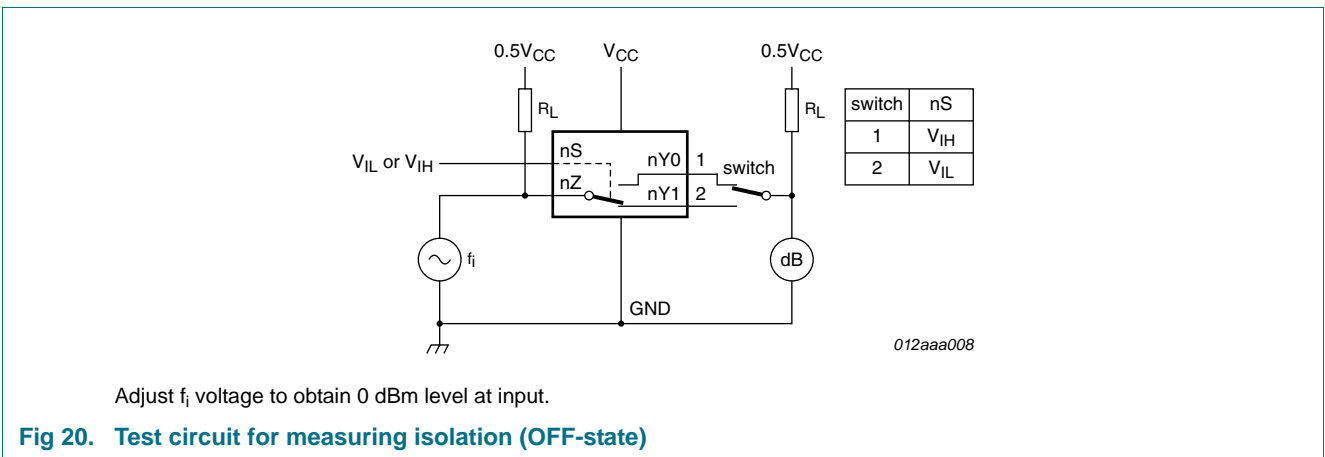 0.5VCC VCC 0.5VCC
RL RL
switch nS
1 VIH
2 VIL
VIL or VIH nS nY0 1 switch
nZ nY1 2
fi dB
GND
012aaa008
Adjust fi voltage to obtain 0 dBm level at input.
Fig 20. Test circuit for measuring isolation (OFF-state)